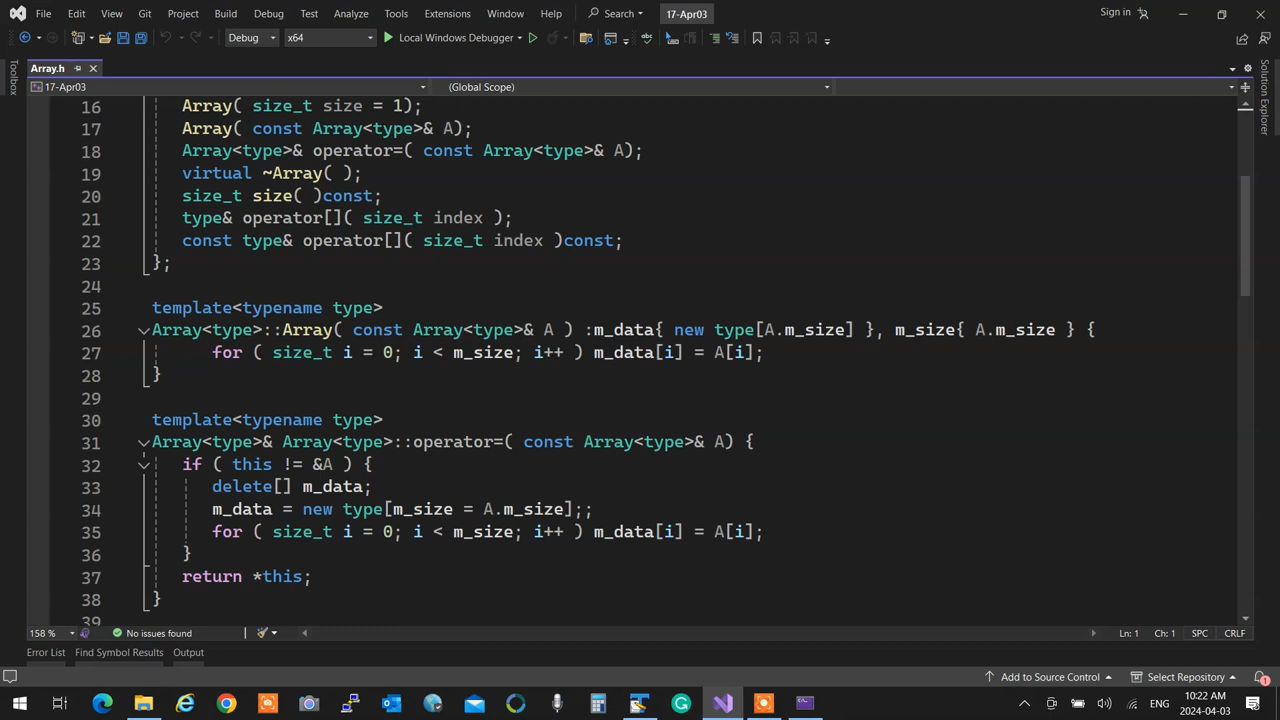 File Edit View Git Project Build Debug Test Analyze Tools Extensions Window Help Search 17-Apr03 Sign in
Debug x64 Local Windows Debugger
Toolbox
Array.h
Solution Explorer
17-Apr03 (Global Scope)
16 Array( size_t size = 1);
17 Array( const Array<type>& A);
18 Array<type>& operator=( const Array<type>& A);
19 virtual ~Array( );
20 size_t size( )const;
21 type& operator[]( size_t index );
22 const type& operator[]( size_t index )const;
23 };
24
25 template<typename type>
26 Array<type>::Array( const Array<type>& A ) :m_data{ new type[A.m_size] }, m_size{ A.m_size } {
27 for ( size_t i = 0; i < m_size; i++ ) m_data[i] = A[i];
28 }
29
30 template<typename type>
31 Array<type>& Array<type>::operator=( const Array<type>& A) {
32 if ( this != &A ) {
33 delete[] m_data;
34 m_data = new type[m_size = A.m_size];;
35 for ( size_t i = 0; i < m_size; i++ ) m_data[i] = A[i];
36 }
37 return *this;
38 }
39
158 % No issues found Ln: 1 Ch: 1 SPC CRLF
Error List Find Symbol Results Output
Add to Source Control Select Repository 1
10:22 AM
ENG
2024-04-03